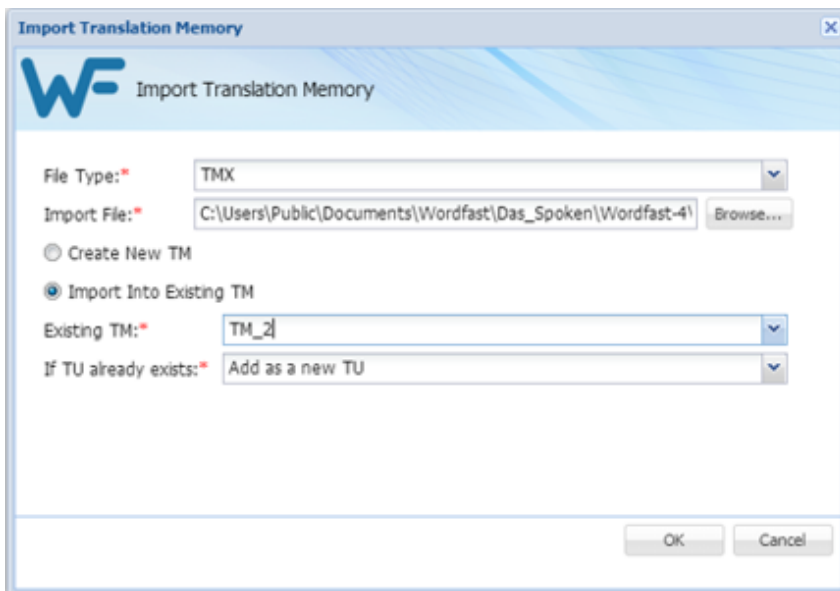 Import Translation Memory
WF Import Translation Memory
File Type:* TMX
Import File:* C:\Users\Public\Documents\Wordfast\Das_Spoken\Wordfast-4\ Browse...
Create New TM
Import Into Existing TM
Existing TM:* TM_2
If TU already exists:* Add as a new TU
OK Cancel